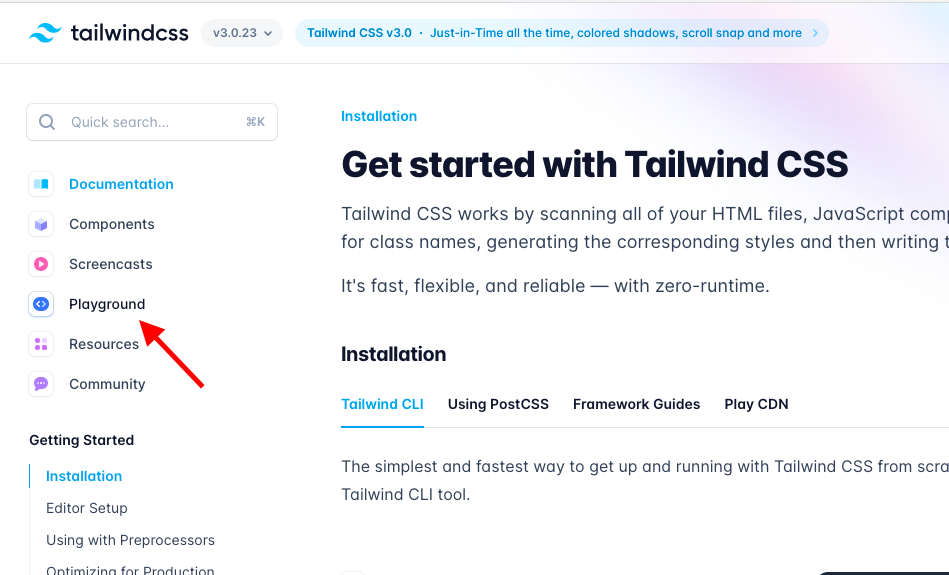 tailwindcss
v3.0.23
Tailwind CSS v3.0 · Just-in-Time all the time, colored shadows, scroll snap and more
Quick search...
⌘K
Documentation
Components
Screencasts
Playground
Resources
Community
Getting Started
Installation
Editor Setup
Using with Preprocessors
Optimizing for Production
Installation
Get started with Tailwind CSS
Tailwind CSS works by scanning all of your HTML files, JavaScript
for class names, generating the corresponding styles and then writing
It's fast, flexible, and reliable — with zero-runtime.
Installation
Tailwind CLI
Using PostCSS
Framework Guides
Play CDN
The simplest and fastest way to get up and running with Tailwind CSS from
Tailwind CLI tool.